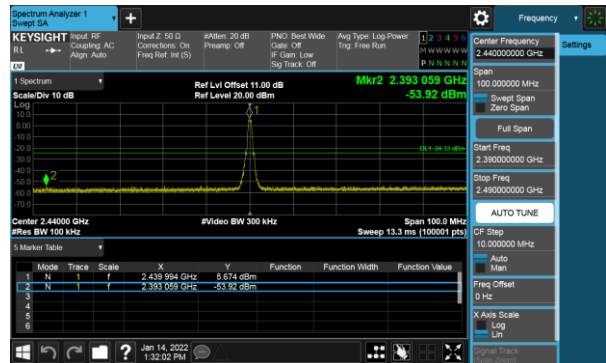 Spectrum Analyzer 1
Swept SA
+
Frequency
KEYSIGHT Input: RF
RL Coupling: AC
Align: Auto
Input Z: 50 Ω
Corrections: On
Freq Ref: Int (S)
#Atten: 20 dB
Preamp: Off
PNO: Best Wide
Gate: Off
IF Gain: Low
Sig Track: Off
Avg Type: Log-Power
Trig: Free Run
1 2 3 4 5 6
M W W W W W
P N N N N N
1 Spectrum
Scale/Div 10 dB
Ref Lvl Offset 11.00 dB
Ref Level 20.00 dBm
Mkr2 2.393 059 GHz
-53.92 dBm
Log
10.0
0.00
-10.0
-20.0
-30.0
-40.0
-50.0
-60.0
-70.0
1
2
DL1 -24.33 dBm
Center 2.44000 GHz
#Res BW 100 kHz
#Video BW 300 kHz
Span 100.0 MHz
Sweep 13.3 ms (100001 pts)
5 Marker Table
Mode Trace Scale X Y Function Function Width Function Value
1 N 1 f 2.439 994 GHz 5.674 dBm
2 N 1 f 2.393 059 GHz -53.92 dBm
3
4
5
6
Jan 14, 2022
1:32:02 PM
Center Frequency
2.440000000 GHz
Settings
Span
100.000000 MHz
Swept Span
Zero Span
Full Span
Start Freq
2.390000000 GHz
Stop Freq
2.490000000 GHz
AUTO TUNE
CF Step
10.000000 MHz
Auto
Man
Freq Offset
0 Hz
X Axis Scale
Log
Lin
Signal Track